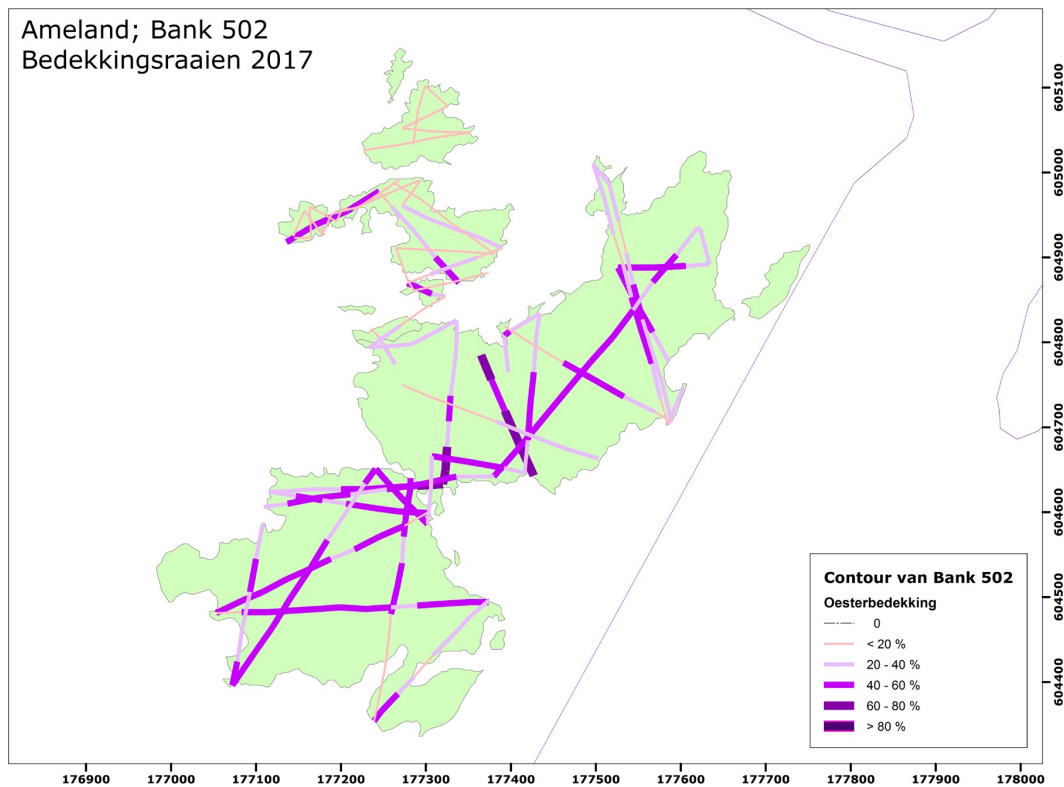 Ameland; Bank 502
Bedekkingsraaien 2017
605100
605000
604900
604800
604700
604600
604500
604400
Contour van Bank 502
Oesterbedekking
0
< 20 %
20 - 40 %
40 - 60 %
60 - 80 %
> 80 %
176900 177000 177100 177200 177300 177400 177500 177600 177700 177800 177900 178000